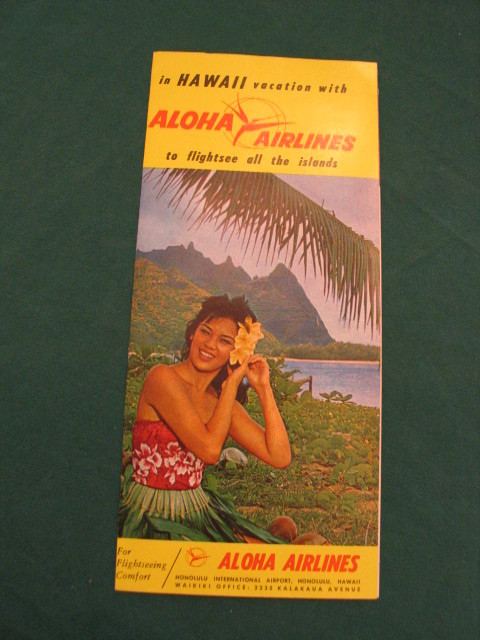 in HAWAII vacation with
ALOHA AIRLINES
to flightsee all the islands
For
Flightseeing
Comfort
ALOHA AIRLINES
HONOLULU INTERNATIONAL AIRPORT, HONOLULU, HAWAII
WAIKIKI OFFICE: 2232 KALAKAUA AVENUE